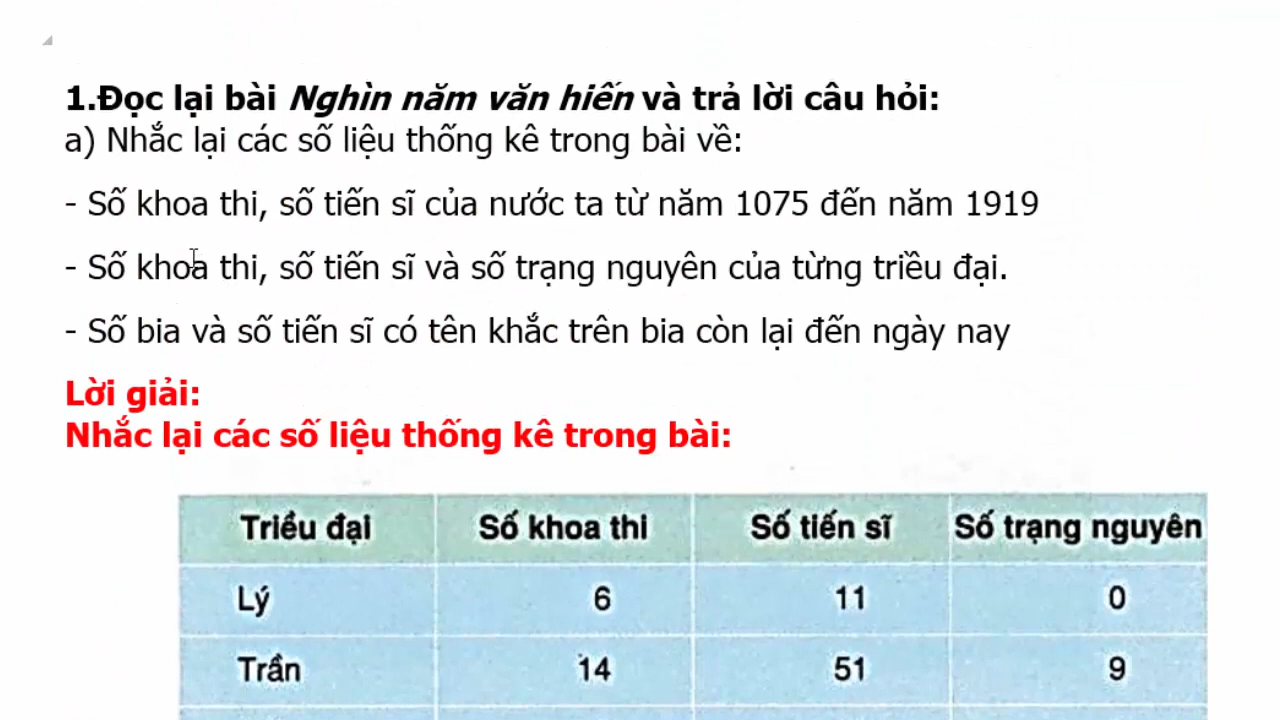 1.Đọc lại bài Nghìn năm văn hiến và trả lời câu hỏi:
a) Nhắc lại các số liệu thống kê trong bài về:
- Số khoa thi, số tiến sĩ của nước ta từ năm 1075 đến năm 1919
- Số khoa thi, số tiến sĩ và số trạng nguyên của từng triều đại.
- Số bia và số tiến sĩ có tên khắc trên bia còn lại đến ngày nay
Lời giải:
Nhắc lại các số liệu thống kê trong bài:
Triều đại Số khoa thi Số tiến sĩ Số trạng nguyên
Lý 6 11 0
Trần 14 51 9